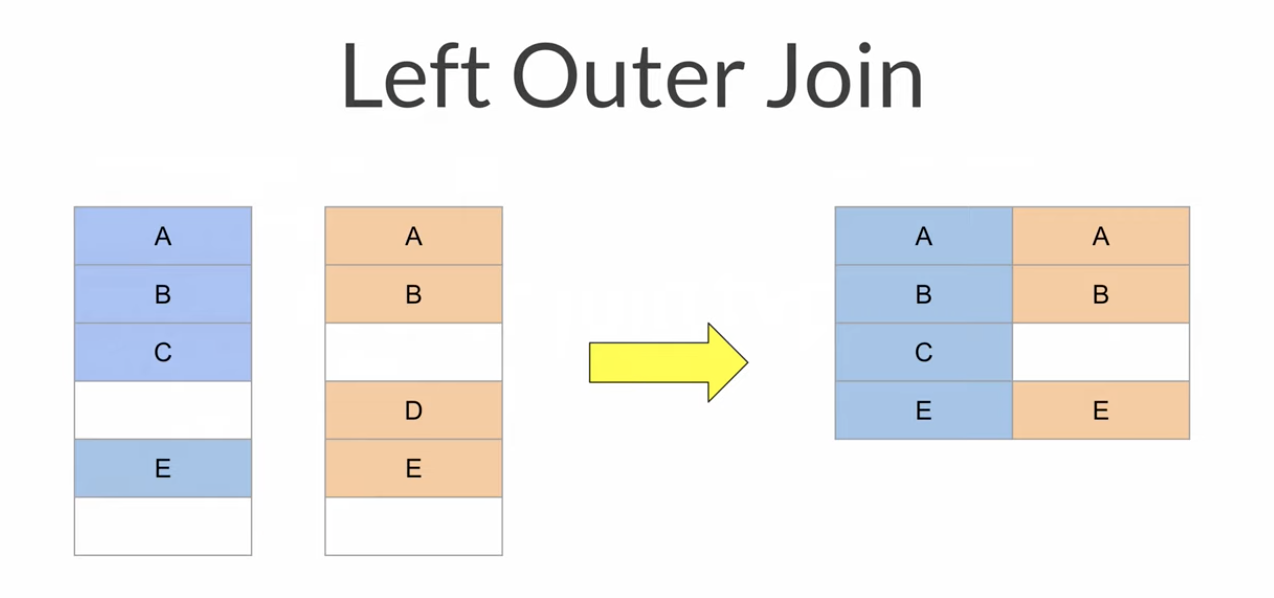 Left Outer Join
A A A A
B B B B
C C
D E E
E E